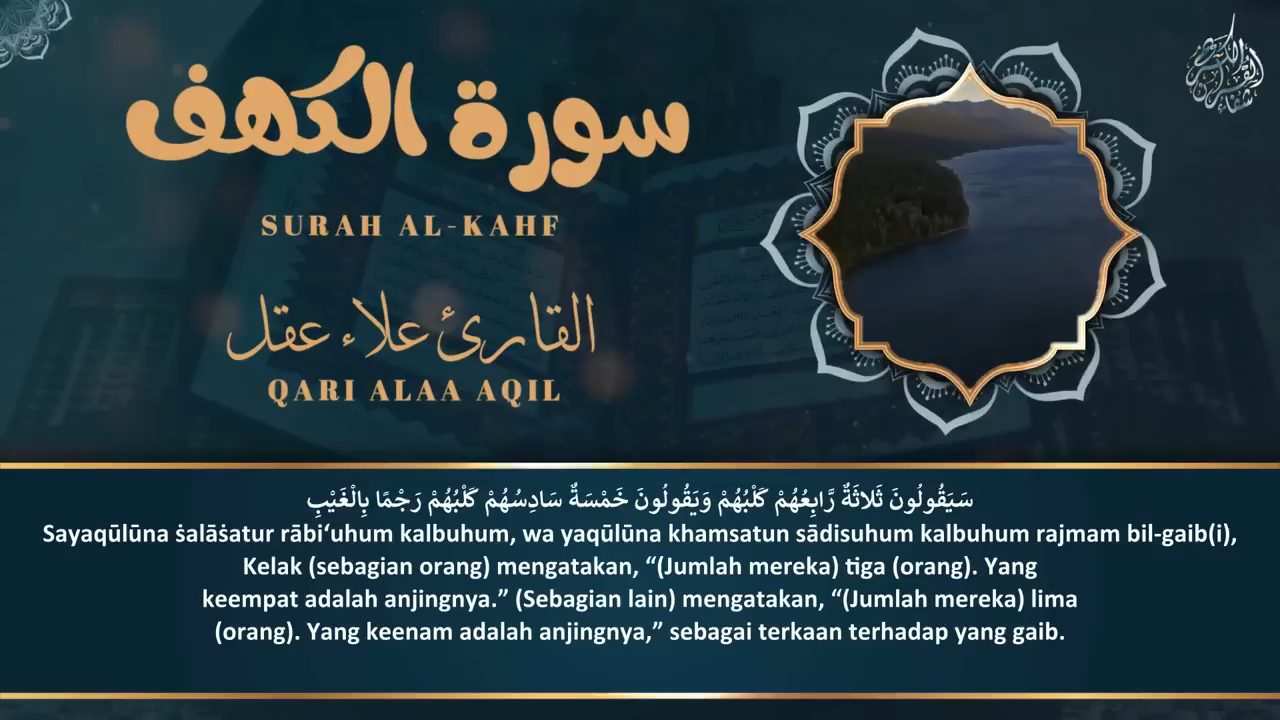 سورة الكهف
SURAH AL-KAHF
القارئ علاء عقل
QARI ALAA AQIL
سَيَقُولُونَ ثَلَاثَةٌ رَّابِعُهُمْ كَلْبُهُمْ وَيَقُولُونَ خَمْسَةٌ سَادِسُهُمْ كَلْبُهُمْ رَجْمًا بِالْغَيْبِ
Sayaqūlūna ṡalāṡatur rābi‘uhum kalbuhum, wa yaqūlūna khamsatun sādisuhum kalbuhum rajmam bil-gaib(i),
Kelak (sebagian orang) mengatakan, “(Jumlah mereka) tiga (orang). Yang
keempat adalah anjingnya.” (Sebagian lain) mengatakan, “(Jumlah mereka) lima
(orang). Yang keenam adalah anjingnya,” sebagai terkaan terhadap yang gaib.